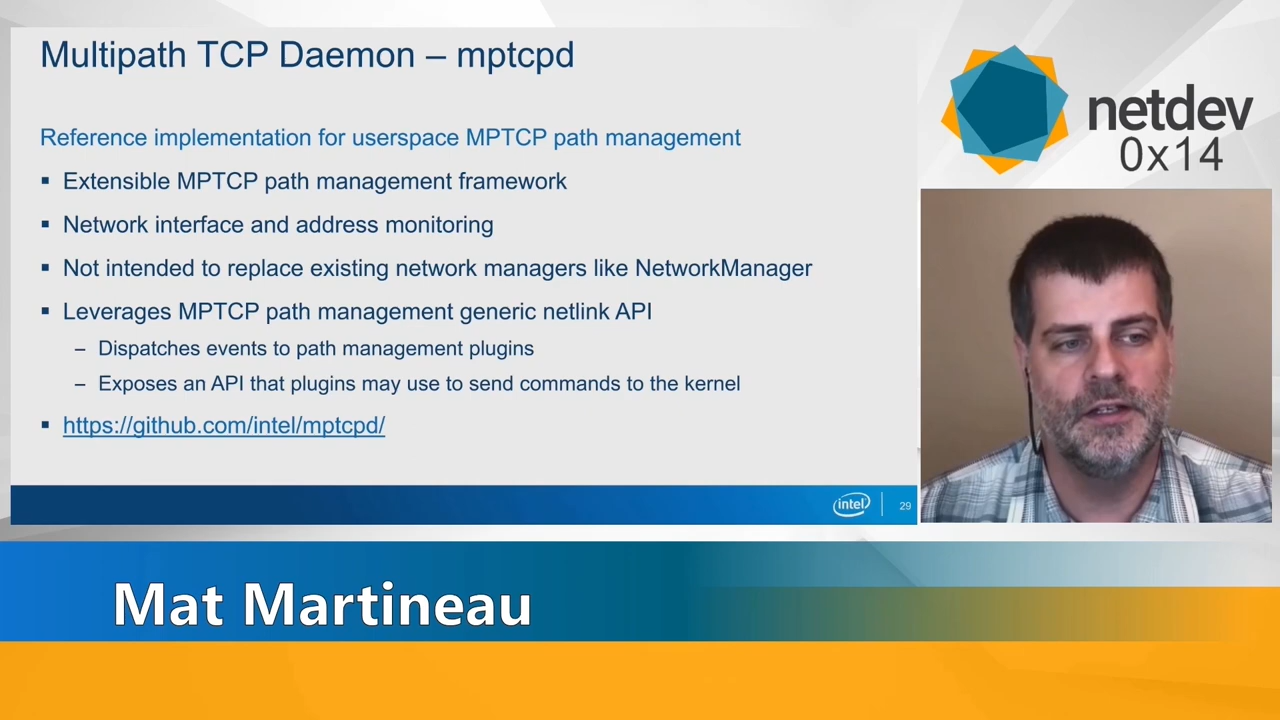 Multipath TCP Daemon – mptcpd
Reference implementation for userspace MPTCP path management
▪ Extensible MPTCP path management framework
▪ Network interface and address monitoring
▪ Not intended to replace existing network managers like NetworkManager
▪ Leverages MPTCP path management generic netlink API
– Dispatches events to path management plugins
– Exposes an API that plugins may use to send commands to the kernel
▪ https://github.com/intel/mptcpd/
intel
29
netdev
0x14
Mat Martineau